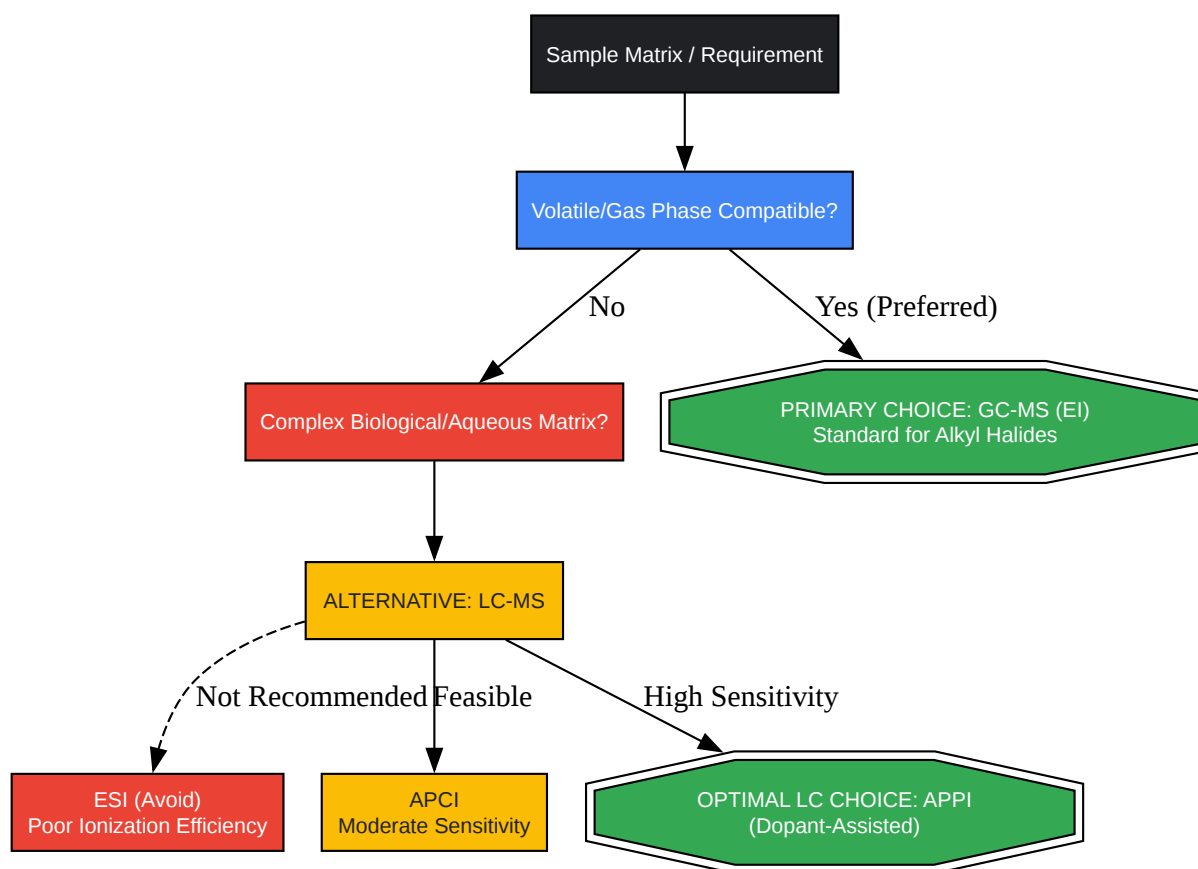 Sample Matrix / Requirement
Volatile/Gas Phase Compatible?
No
Yes (Preferred)
Complex Biological/Aqueous Matrix?
PRIMARY CHOICE: GC-MS (EI)
Standard for Alkyl Halides
ALTERNATIVE: LC-MS
Not Recommended
Feasible
High Sensitivity
ESI (Avoid)
Poor Ionization Efficiency
APCI
Moderate Sensitivity
OPTIMAL LC CHOICE: APPI
(Dopant-Assisted)